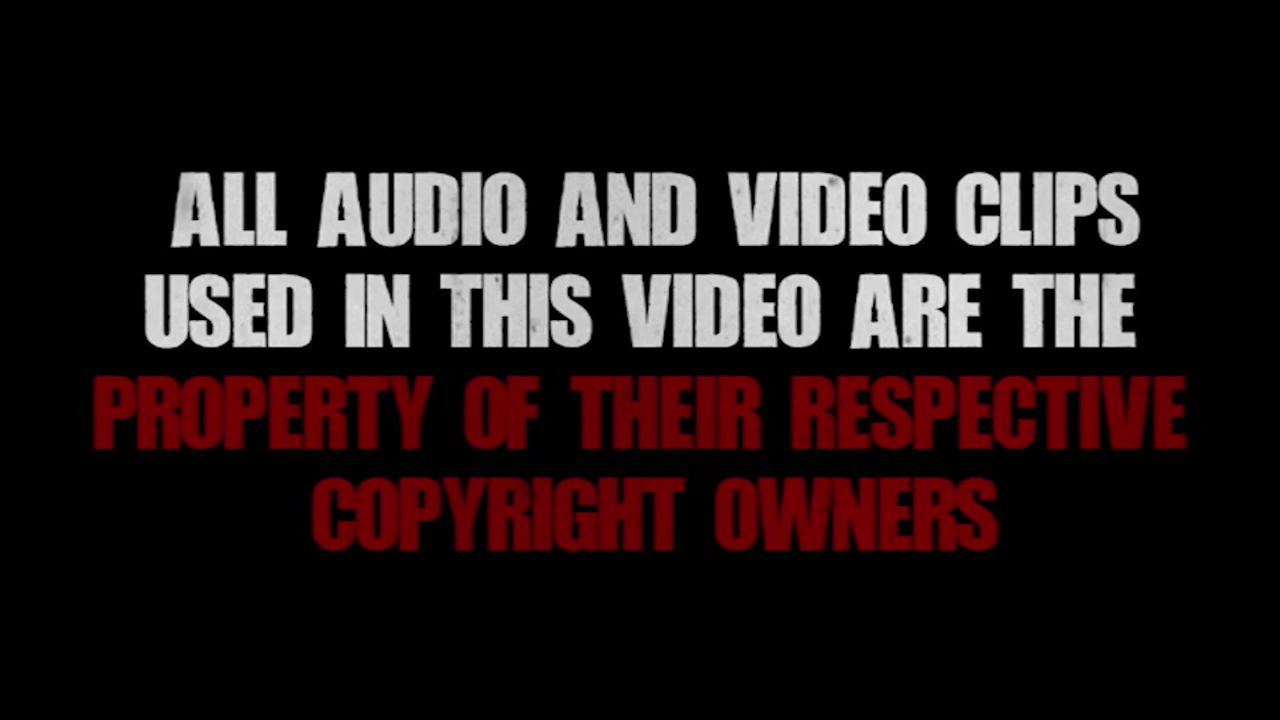 ALL AUDIO AND VIDEO CLIPS
USED IN THIS VIDEO ARE THE
PROPERTY OF THEIR RESPECTIVE
COPYRIGHT OWNERS